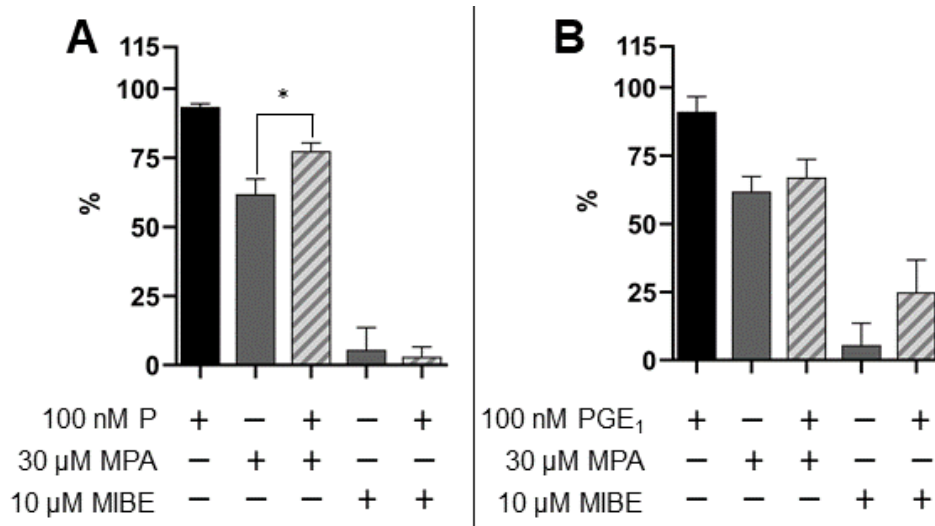 A
115
100
75
50
25
0
%
*
100 nM P + − + − +
30 µM MPA − + + − −
10 µM MIBE − − − + +
B
115
100
75
50
25
0
%
100 nM PGE₁ + − + − +
30 µM MPA − + + − −
10 µM MIBE − − − + +